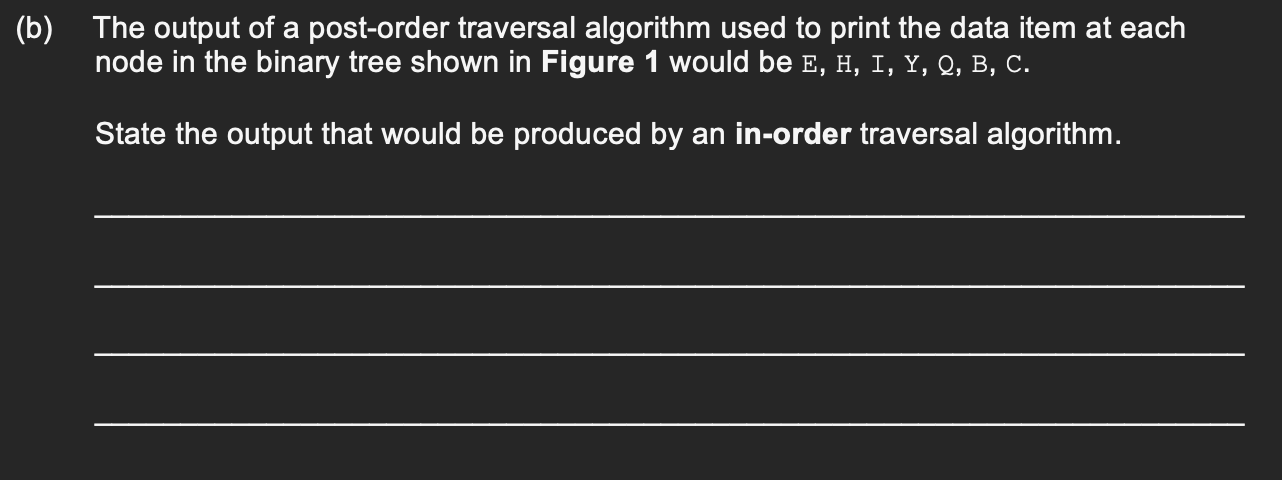 (b) The output of a post-order traversal algorithm used to print the data item at each
node in the binary tree shown in Figure 1 would be E, H, I, Y, Q, B, C.
State the output that would be produced by an in-order traversal algorithm.